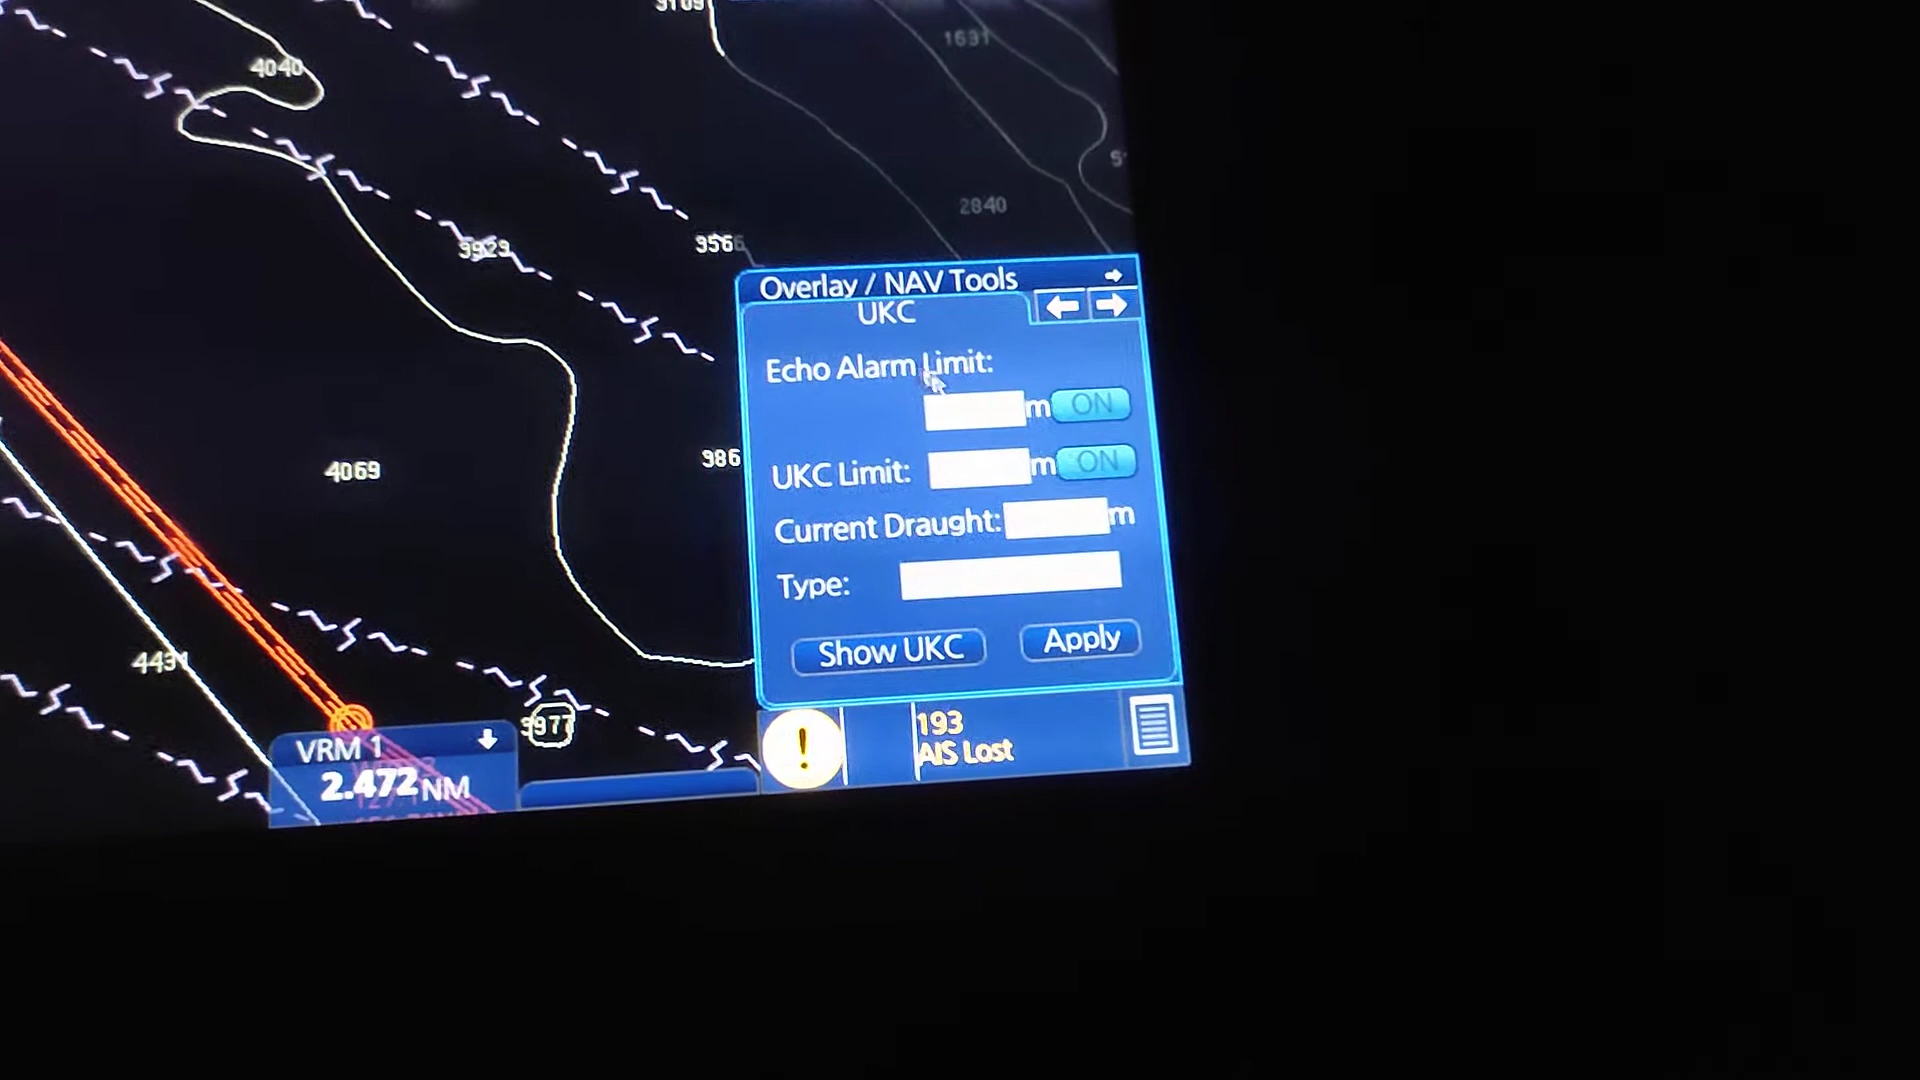 4040
1631
2840
3929
3566
Overlay / NAV Tools
UKC
Echo Alarm Limit:
m ON
4069
986
UKC Limit: m ON
Current Draught: m
Type:
4431
Show UKC Apply
3977
193
AIS Lost
VRM 1
2.472 NM